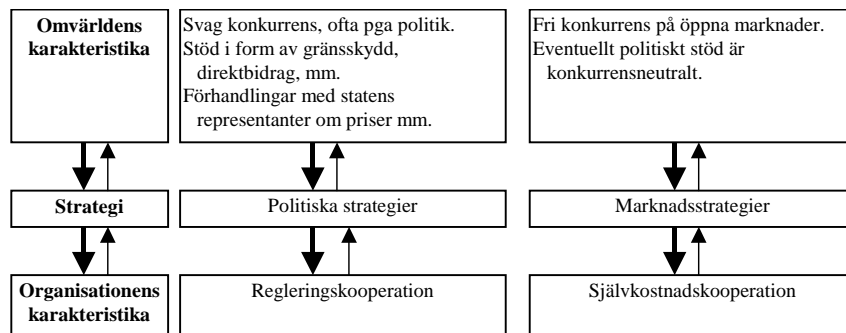 Omvärldens
karakteristika
Svag konkurrens, ofta pga politik.
Stöd i form av gränsskydd,
direktbidrag, mm.
Förhandlingar med statens
representanter om priser mm.
Fri konkurrens på öppna marknader.
Eventuellt politiskt stöd är
konkurrensneutralt.
Strategi
Politiska strategier
Marknadsstrategier
Organisationens
karakteristika
Regleringskooperation
Självkostnadskooperation